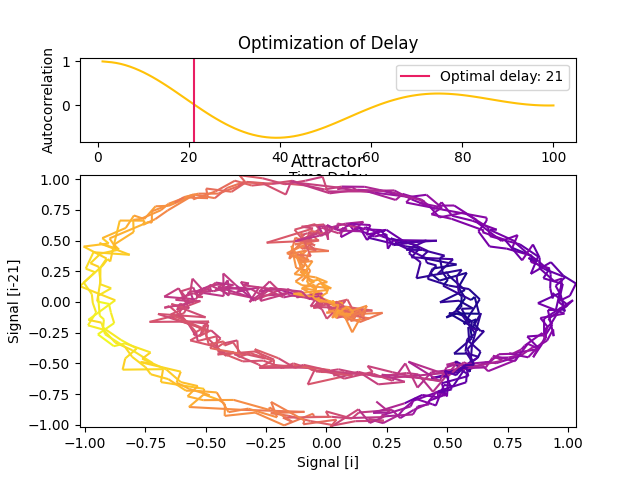 Optimization of Delay
Autocorrelation
1
0
Optimal delay: 21
0 20 40 60 80 100
Time Delay
Attractor
Signal [i-21]
1.00
0.75
0.50
0.25
0.00
−0.25
−0.50
−0.75
−1.00
−1.00 −0.75 −0.50 −0.25 0.00 0.25 0.50 0.75 1.00
Signal [i]